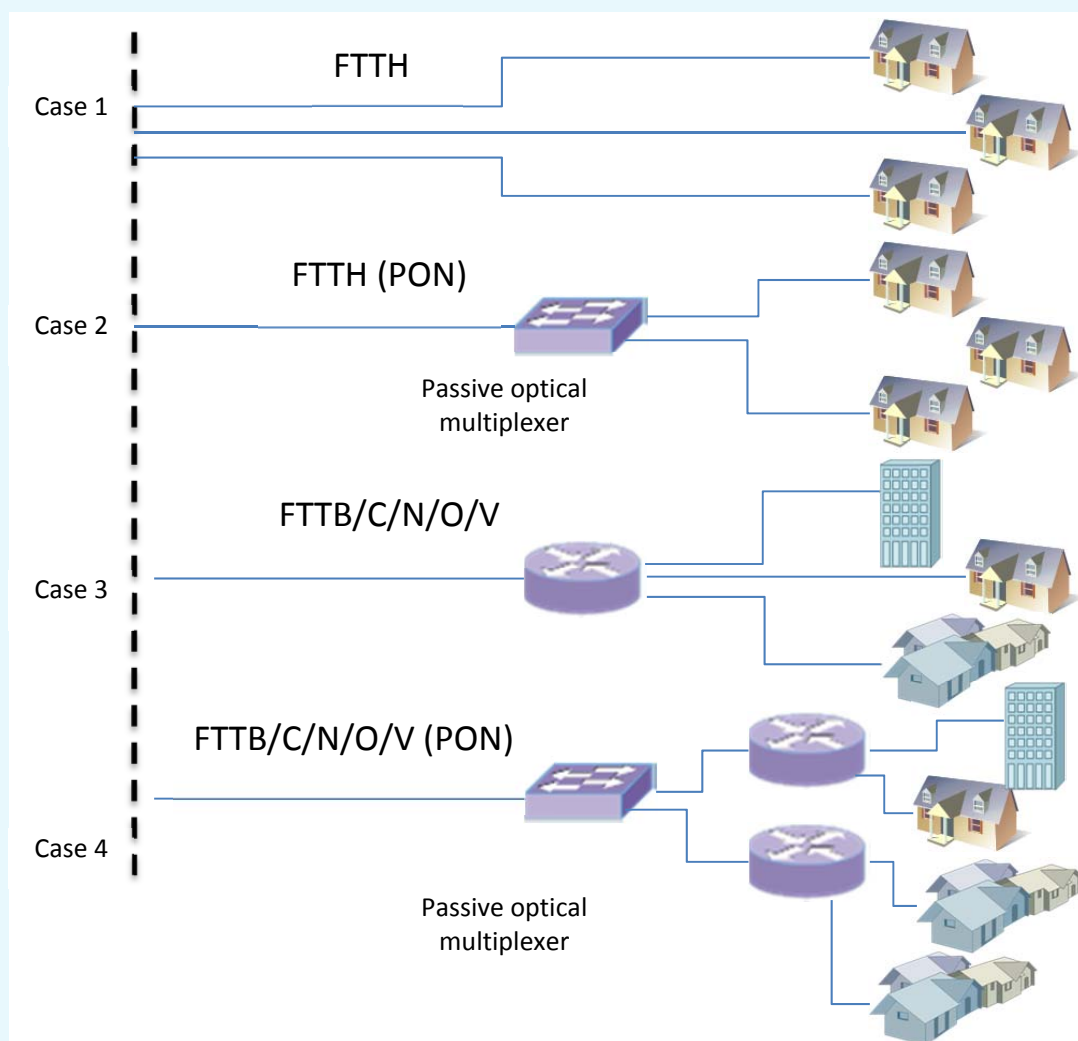 FTTH
Case 1
FTTH (PON)
Case 2
Passive optical
multiplexer
FTTB/C/N/O/V
Case 3
FTTB/C/N/O/V (PON)
Case 4
Passive optical
multiplexer